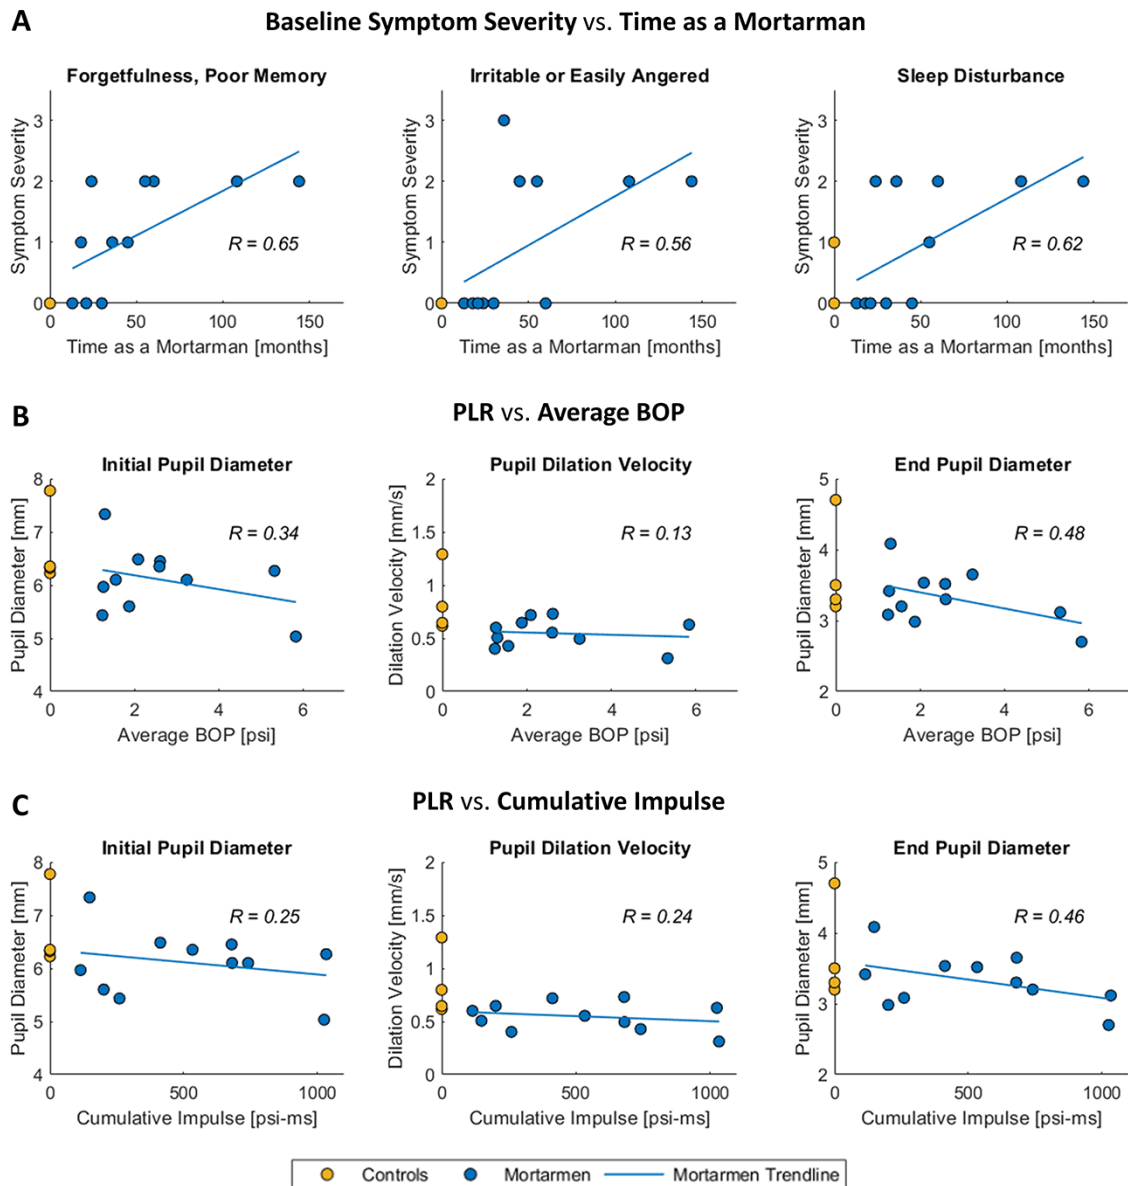 A
Baseline Symptom Severity vs. Time as a Mortarman
Forgetfulness, Poor Memory
Irritable or Easily Angered
Sleep Disturbance
Symptom Severity
3
2
1
0
R = 0.65
0 50 100 150
Time as a Mortarman [months]
Symptom Severity
3
2
1
0
R = 0.56
0 50 100 150
Time as a Mortarman [months]
Symptom Severity
3
2
1
0
R = 0.62
0 50 100 150
Time as a Mortarman [months]
B
PLR vs. Average BOP
Initial Pupil Diameter
Pupil Dilation Velocity
End Pupil Diameter
Pupil Diameter [mm]
8
7
6
5
4
R = 0.34
0 2 4 6
Average BOP [psi]
Dilation Velocity [mm/s]
2
1.5
1
0.5
0
R = 0.13
0 2 4 6
Average BOP [psi]
Pupil Diameter [mm]
5
4
3
2
R = 0.48
0 2 4 6
Average BOP [psi]
C
PLR vs. Cumulative Impulse
Initial Pupil Diameter
Pupil Dilation Velocity
End Pupil Diameter
Pupil Diameter [mm]
8
7
6
5
4
R = 0.25
0 500 1000
Cumulative Impulse [psi-ms]
Dilation Velocity [mm/s]
2
1.5
1
0.5
0
R = 0.24
0 500 1000
Cumulative Impulse [psi-ms]
Pupil Diameter [mm]
5
4
3
2
R = 0.46
0 500 1000
Cumulative Impulse [psi-ms]
Controls Mortarmen Mortarmen Trendline